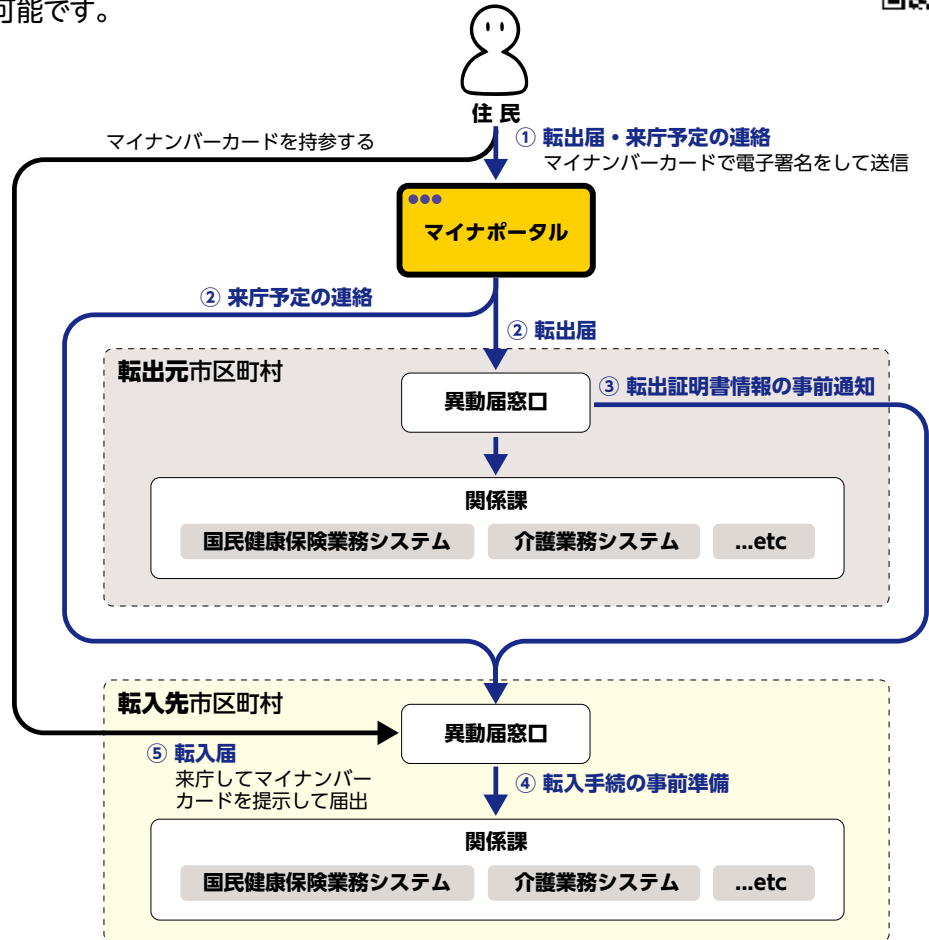 可能です。
住民
マイナンバーカードを持参する
① 転出届・来庁予定の連絡
マイナンバーカードで電子署名をして送信
マイナポータル
② 来庁予定の連絡
② 転出届
転出元市区町村
異動届窓口
③ 転出証明書情報の事前通知
関係課
国民健康保険業務システム
介護業務システム
...etc
転入先市区町村
異動届窓口
⑤ 転入届
来庁してマイナンバー
カードを提示して届出
④ 転入手続の事前準備
関係課
国民健康保険業務システム
介護業務システム
...etc